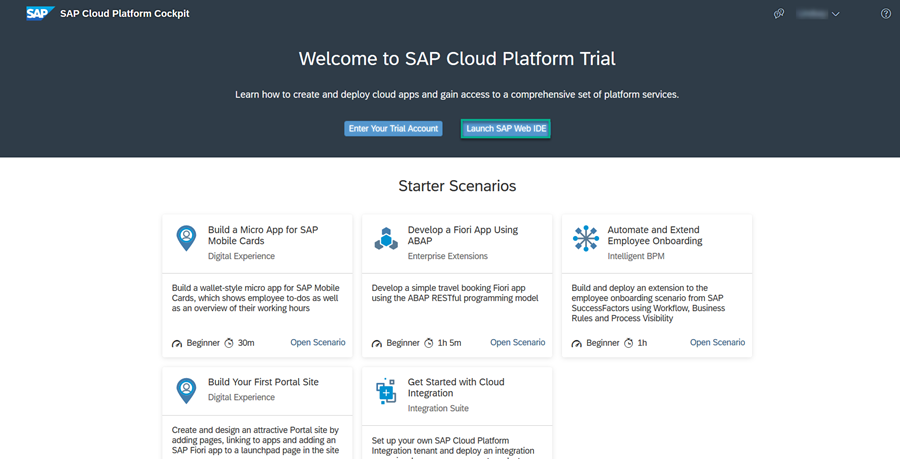 SAP SAP Cloud Platform Cockpit
Welcome to SAP Cloud Platform Trial
Learn how to create and deploy cloud apps and gain access to a comprehensive set of platform services.
Enter Your Trial Account
Launch SAP Web IDE
Starter Scenarios
Build a Micro App for SAP
Mobile Cards
Digital Experience
Build a wallet-style micro app for SAP Mobile
Cards, which shows employee to-dos as well
as an overview of their working hours
Beginner 30m Open Scenario
Develop a Fiori App Using
ABAP
Enterprise Extensions
Develop a simple travel booking Fiori app
using the ABAP RESTful programming model
Beginner 1h 5m Open Scenario
Automate and Extend
Employee Onboarding
Intelligent BPM
Build and deploy an extension to the
employee onboarding scenario from SAP
SuccessFactors using Workflow, Business
Rules and Process Visibility
Beginner 1h Open Scenario
Build Your First Portal Site
Digital Experience
Create and design an attractive Portal site by
adding pages, linking to apps and adding an
SAP Fiori app to a launchpad page in the site
Get Started with Cloud
Integration
Integration Suite
Set up your own SAP Cloud Platform
Integration tenant and deploy an integration